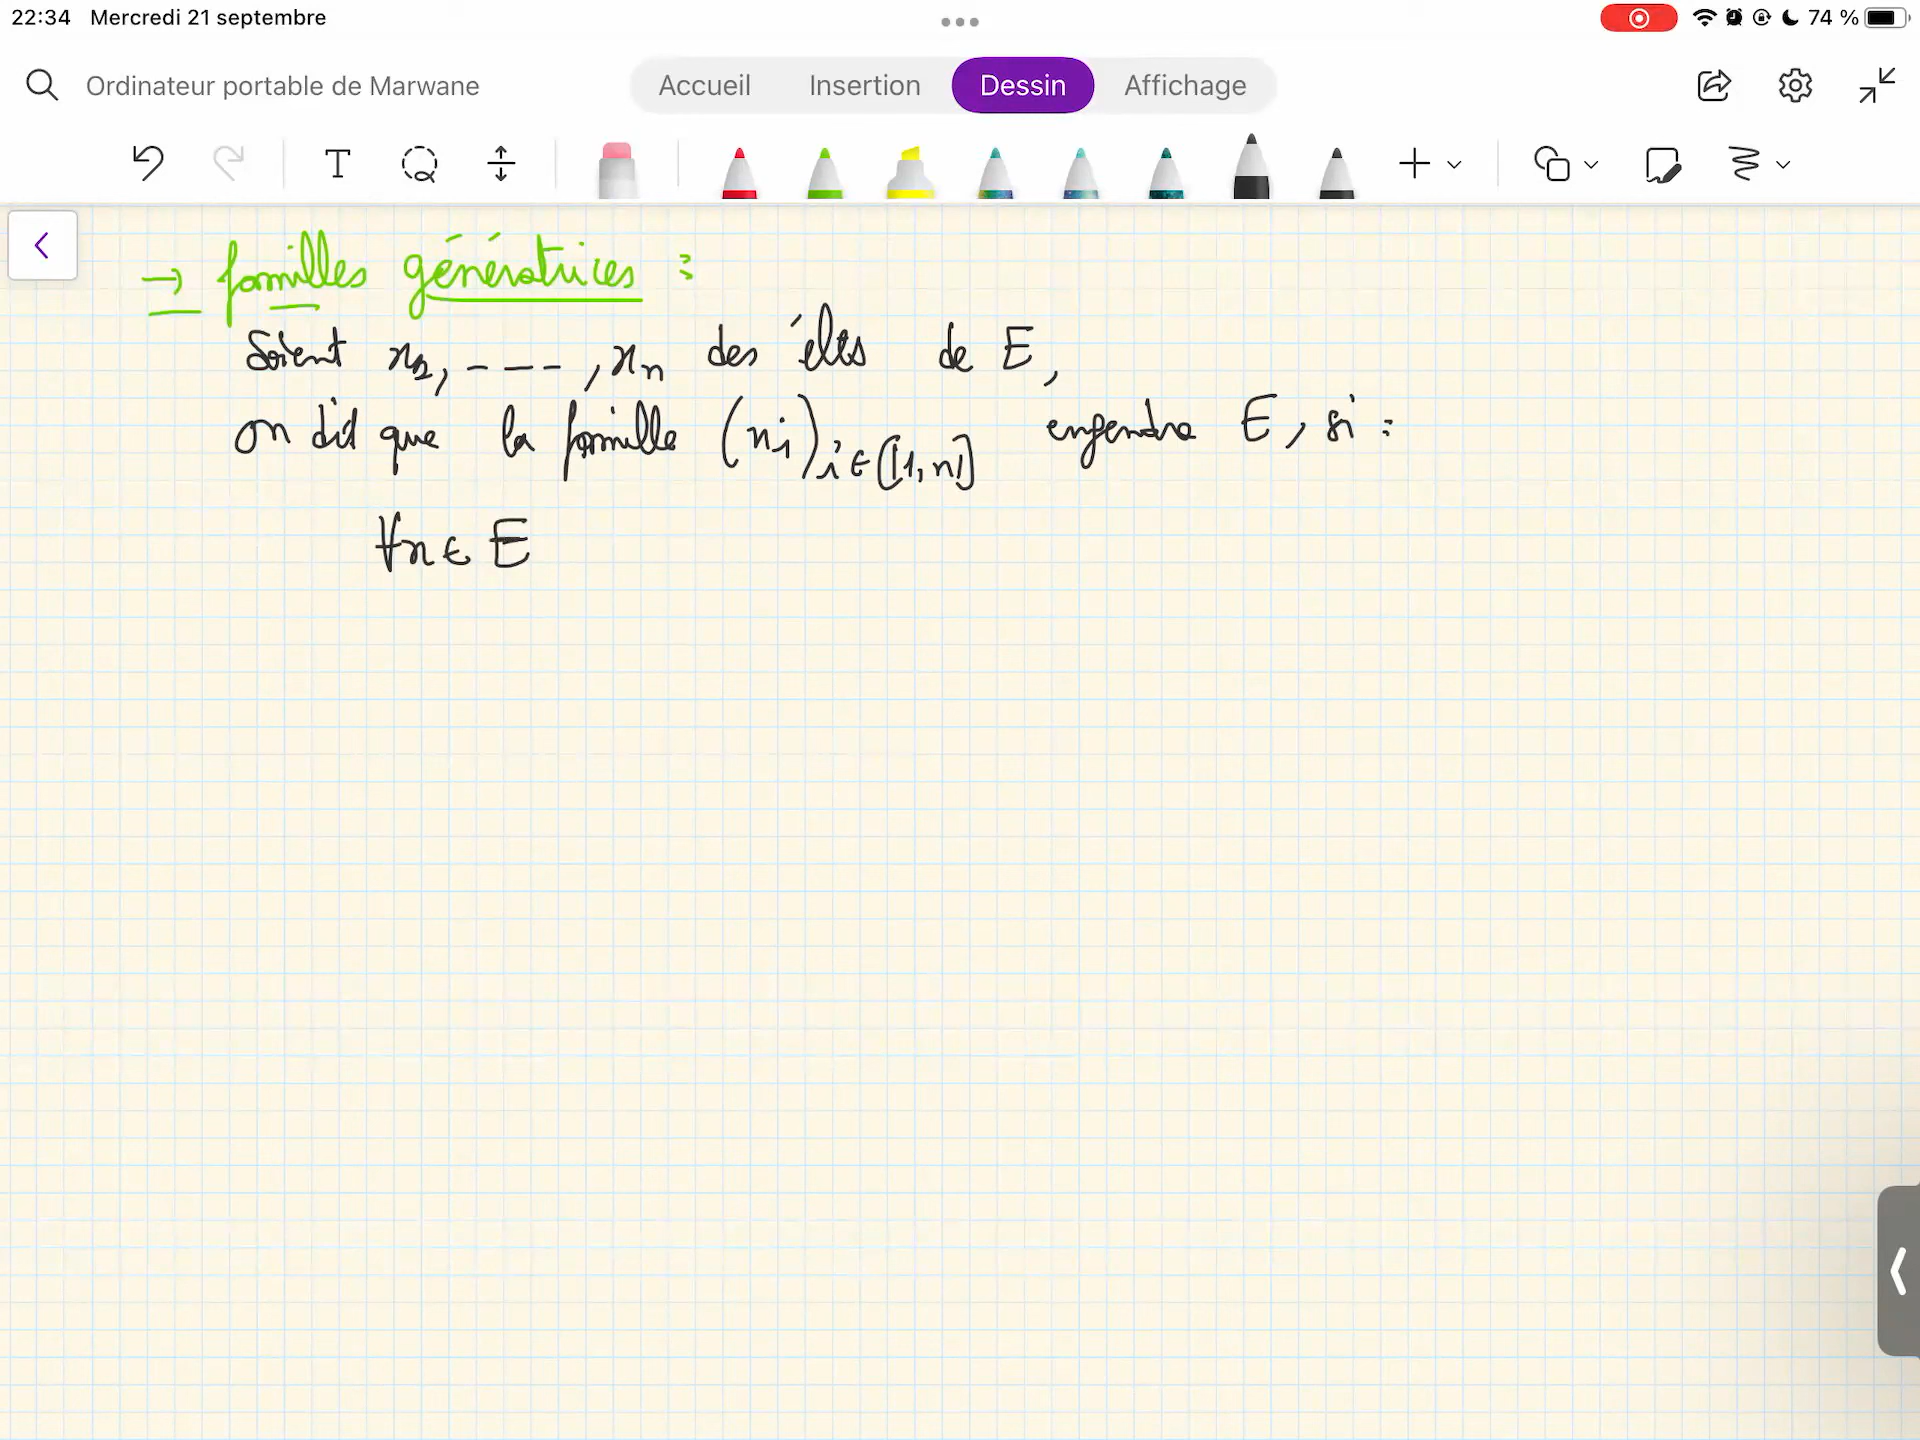 22:34 Mercredi 21 septembre 74 %
Ordinateur portable de Marwane Accueil Insertion Dessin Affichage
T
→ familles génératrices :
Soient x₁, ----, xₙ des élts de E,
on dit que la famille (xᵢ)i∈[|1,n|] engendre E, si :
∀x ∈ E